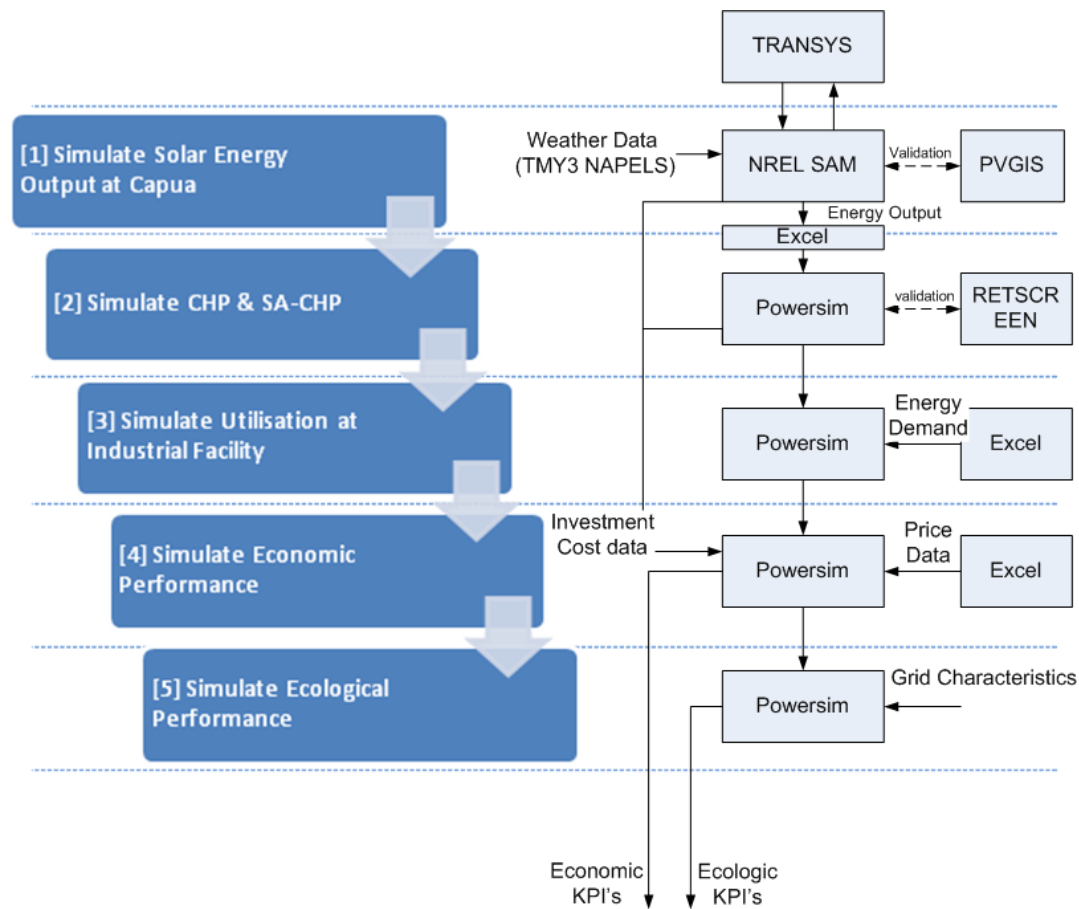 TRANSYS
[1] Simulate Solar Energy
Output at Capua
Weather Data
(TMY3 NAPELS)
NREL SAM
Validation
PVGIS
Energy Output
Excel
[2] Simulate CHP & SA-CHP
Powersim
validation
RETSCR
EEN
[3] Simulate Utilisation at
Industrial Facility
Powersim
Energy
Demand
Excel
[4] Simulate Economic
Performance
Investment
Cost data
Powersim
Price
Data
Excel
[5] Simulate Ecological
Performance
Powersim
Grid Characteristics
Economic
KPI's
Ecologic
KPI's